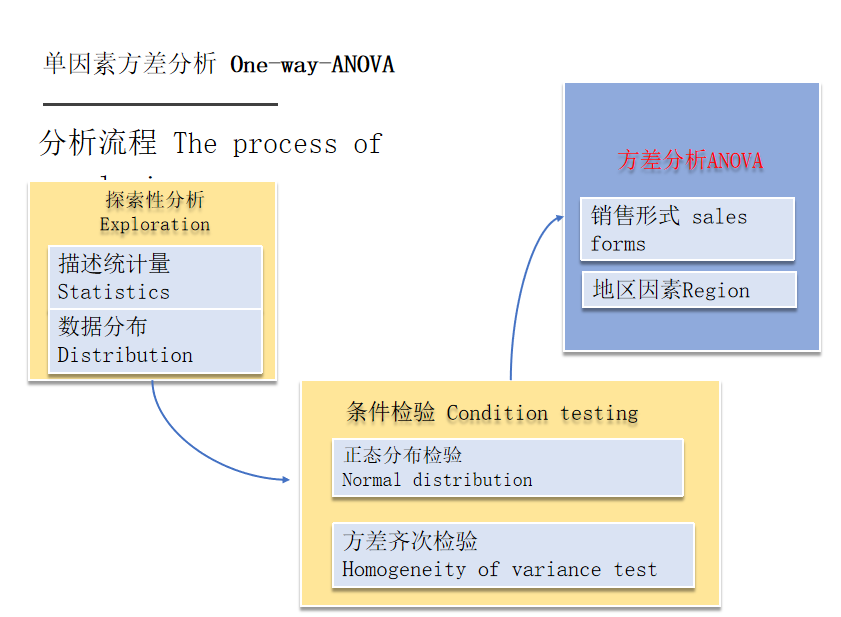 单因素方差分析 One-way-ANOVA
分析流程 The process of
探索性分析
Exploration
描述统计量
Statistics
数据分布
Distribution
条件检验 Condition testing
正态分布检验
Normal distribution
方差齐次检验
Homogeneity of variance test
方差分析ANOVA
销售形式 sales
forms
地区因素Region